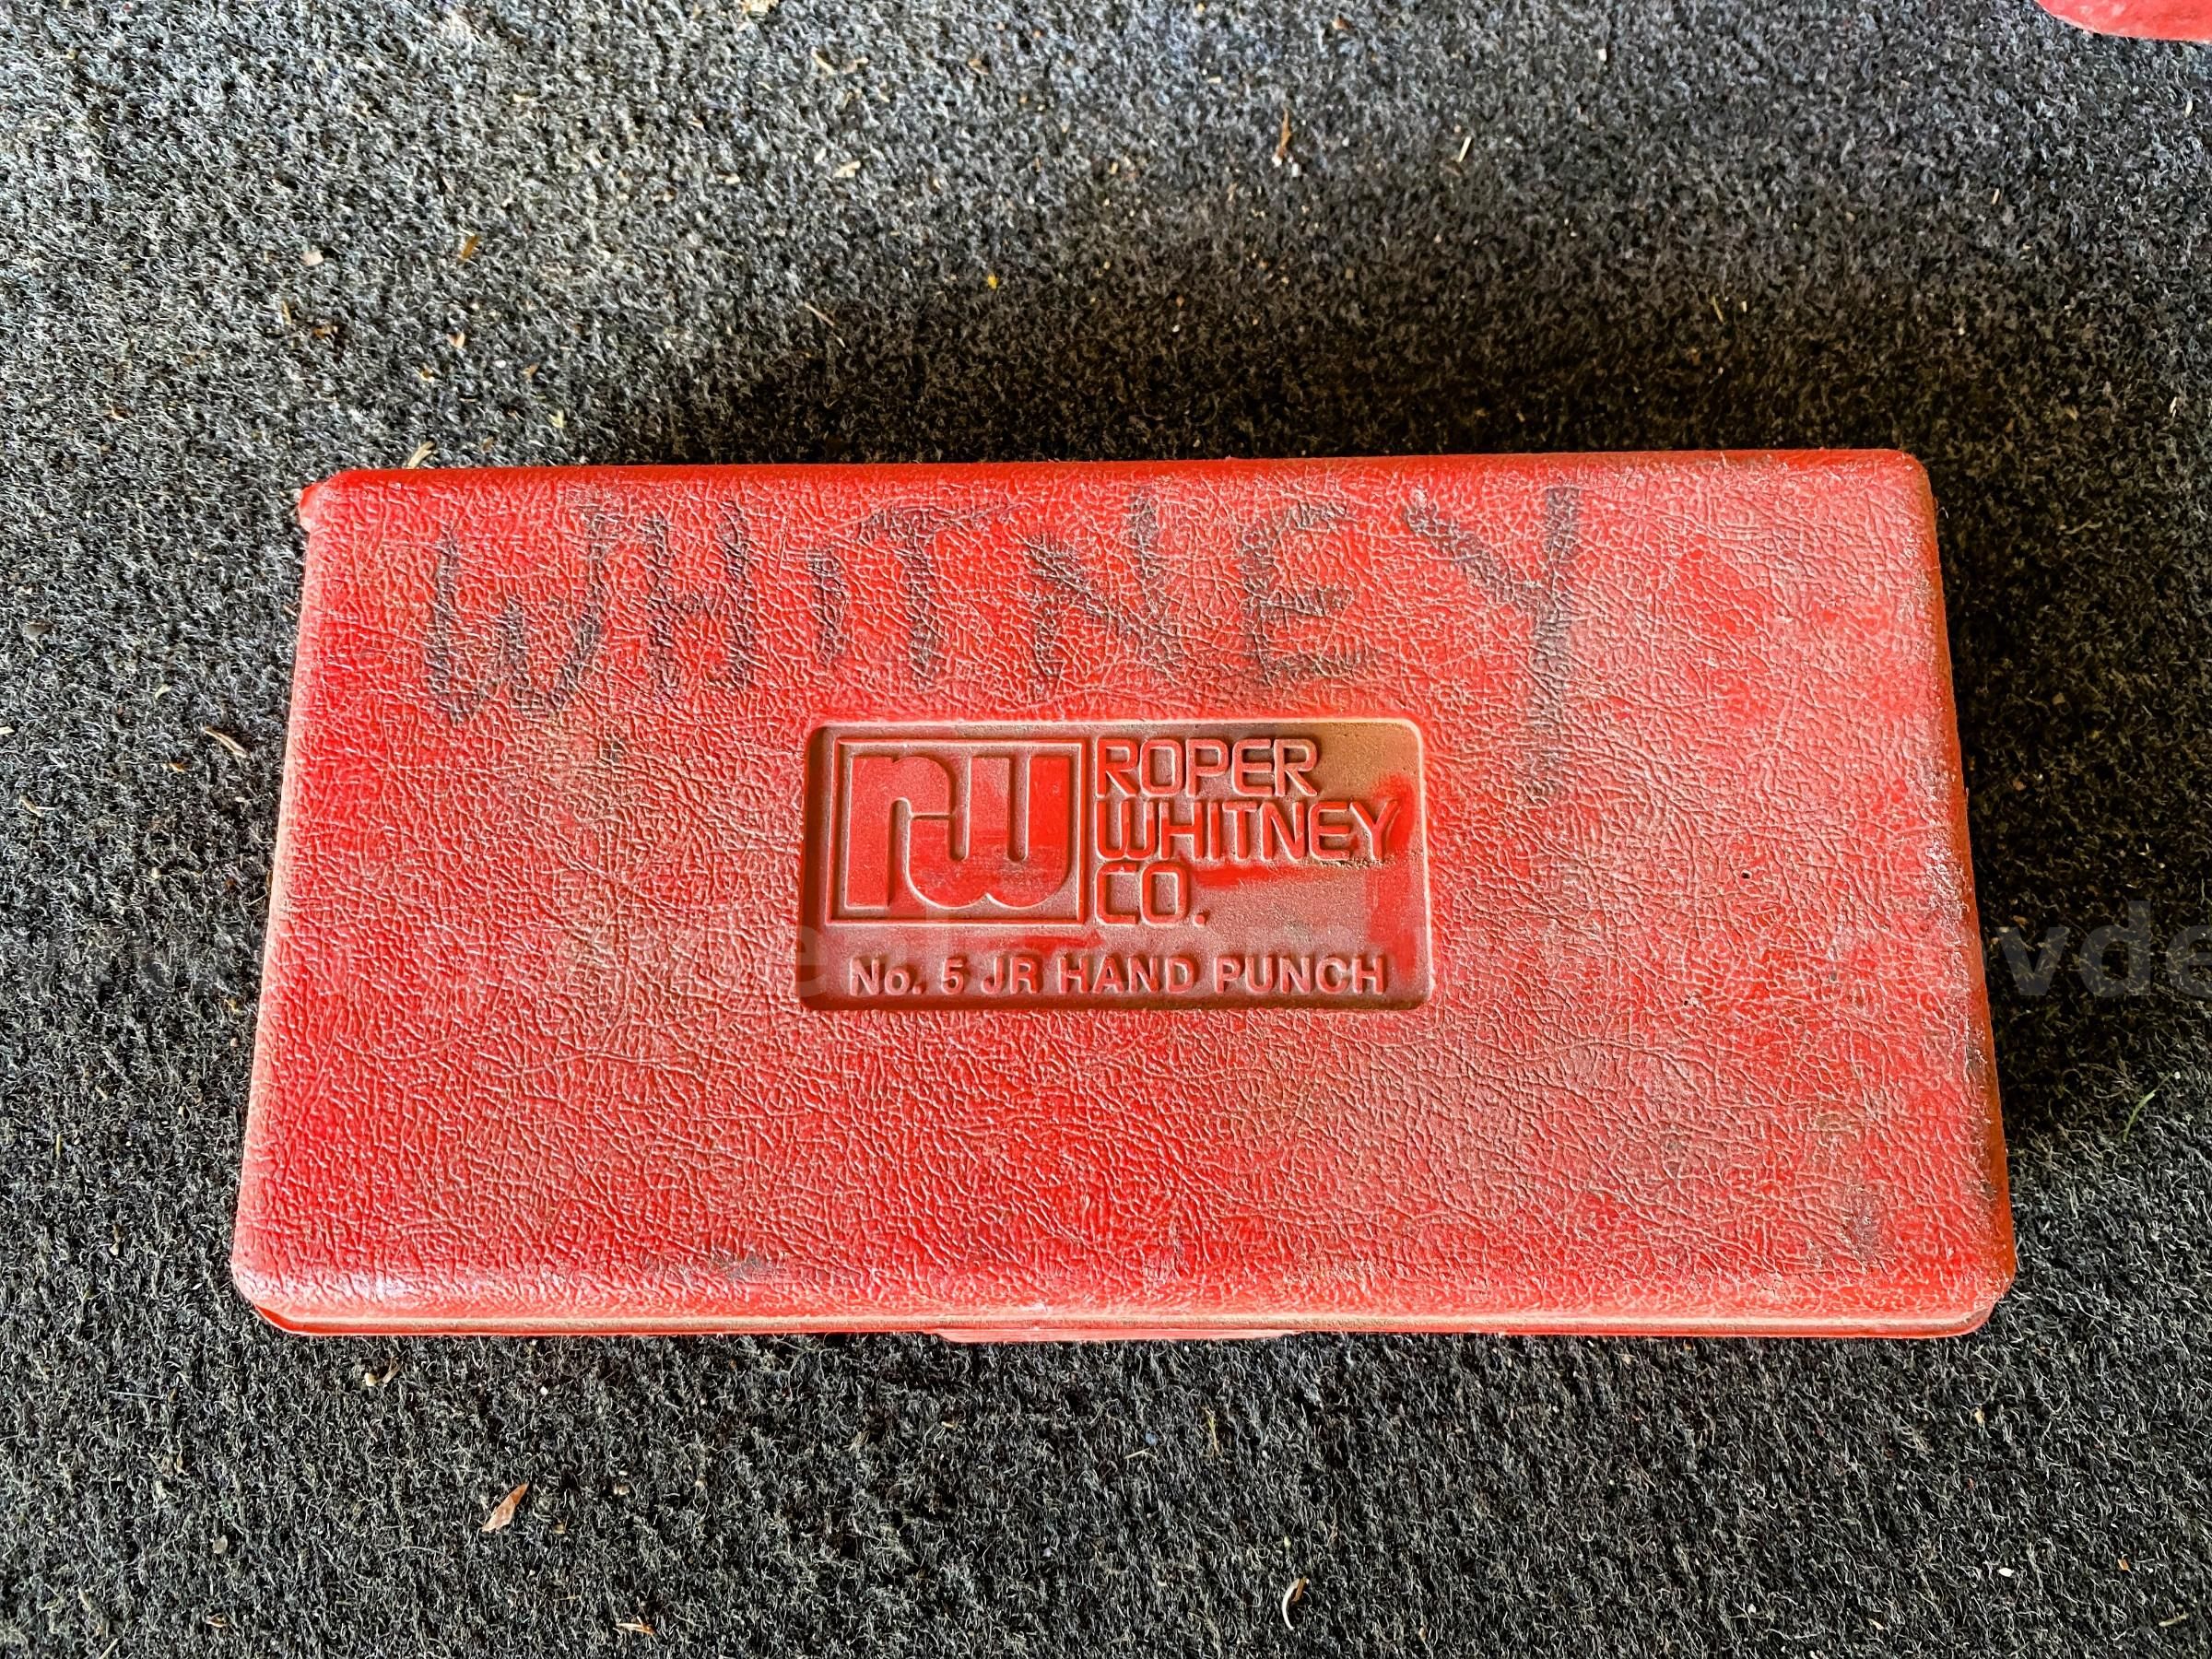 WHITNEY
rw
ROPER
WHITNEY
CO.
No. 5 JR HAND PUNCH